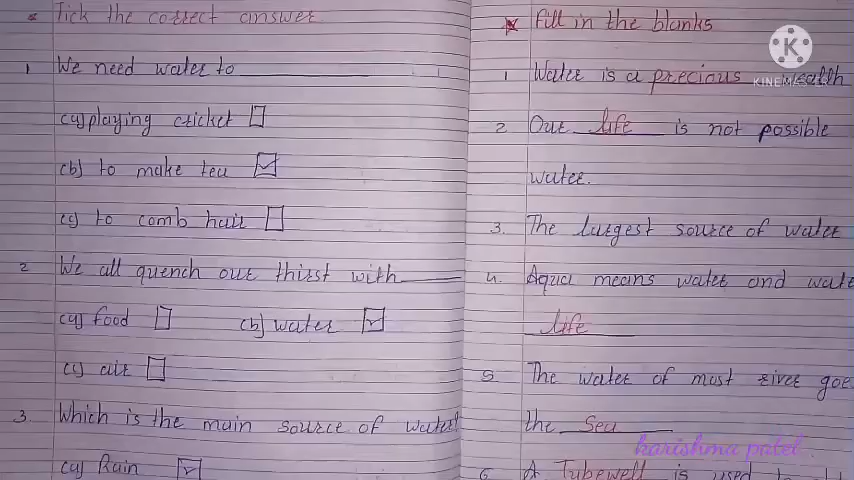 Tick the correct answer
1 We need water to
(a) playing cricket
(b) to make tea
(c) to comb hair
2 We all quench our thirst with
(a) food (b) water
(c) air
3. Which is the main source of water?
(a) Rain
Fill in the blanks
1 Water is a precious wealth
2. Our life is not possible
water.
3. The largest source of water
4. Aqua means water and wate
life
5 The water of most river goe
the Sea
6 A Tubewell is used to
K
KINEMA
karishma patel